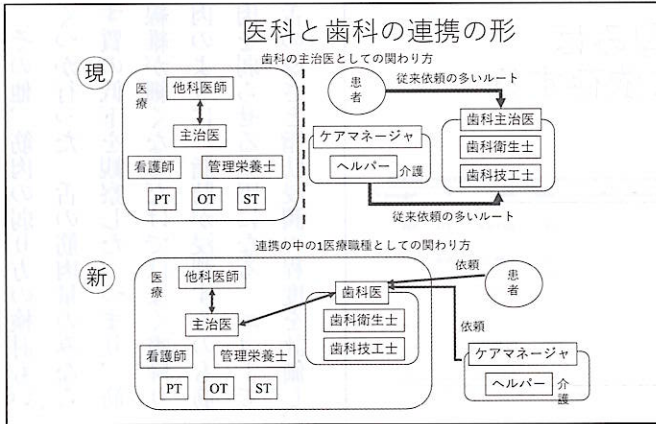 医科と歯科の連携の形
歯科の主治医としての関わり方
現
医療
他科医師
主治医
看護師
管理栄養士
PT
OT
ST
患者
従来依頼の多いルート
ケアマネージャ
ヘルパー
介護
歯科主治医
歯科衛生士
歯科技工士
従来依頼の多いルート
連携の中の1医療職種としての関わり方
新
医療
他科医師
主治医
看護師
管理栄養士
PT
OT
ST
歯科医
歯科衛生士
歯科技工士
依頼
患者
依頼
ケアマネージャ
ヘルパー
介護